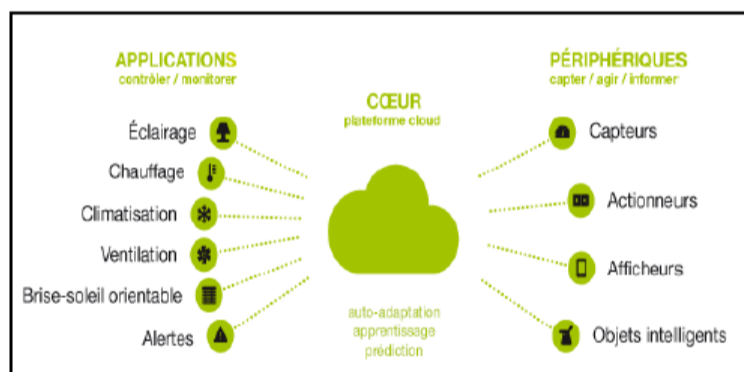 APPLICATIONS
contrôler / monitorer
Éclairage
Chauffage
Climatisation
Ventilation
Brise-soleil orientable
Alertes
CŒUR
plateforme cloud
auto-adaptation
apprentissage
prédiction
PÉRIPHÉRIQUES
capter / agir / informer
Capteurs
Actionneurs
Afficheurs
Objets intelligents